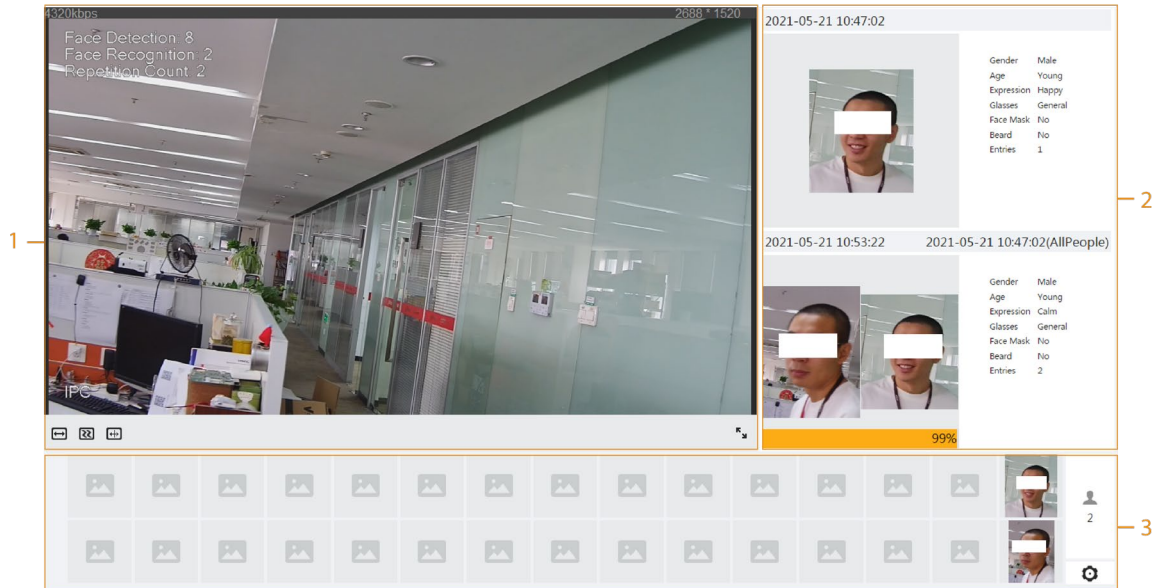 4320kbps
2688 * 1520
Face Detection: 8
Face Recognition: 2
Repetition Count: 2
IPC
1
2021-05-21 10:47:02
Gender Male
Age Young
Expression Happy
Glasses General
Face Mask No
Beard No
Entries 1
2
2021-05-21 10:53:22 2021-05-21 10:47:02(AllPeople)
Gender Male
Age Young
Expression Calm
Glasses General
Face Mask No
Beard No
Entries 2
99%
2
3